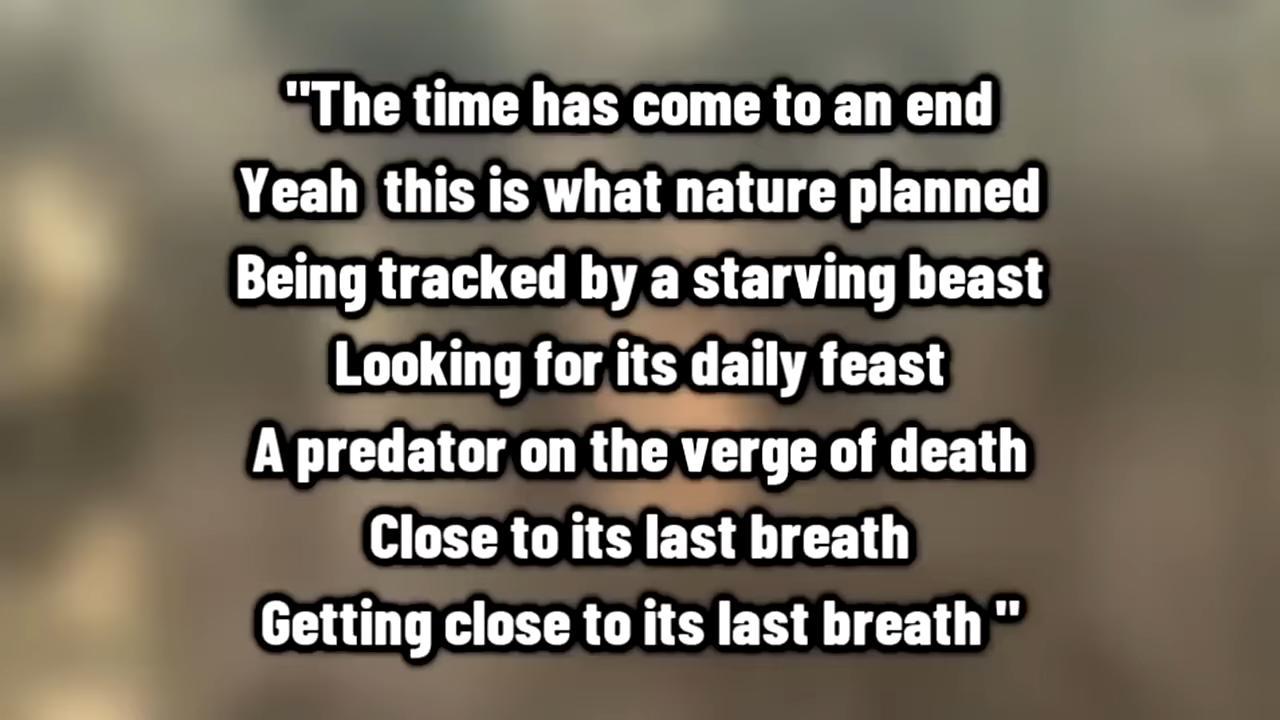 "The time has come to an end
Yeah  this is what nature planned
Being tracked by a starving beast
Looking for its daily feast
A predator on the verge of death
Close to its last breath
Getting close to its last breath "